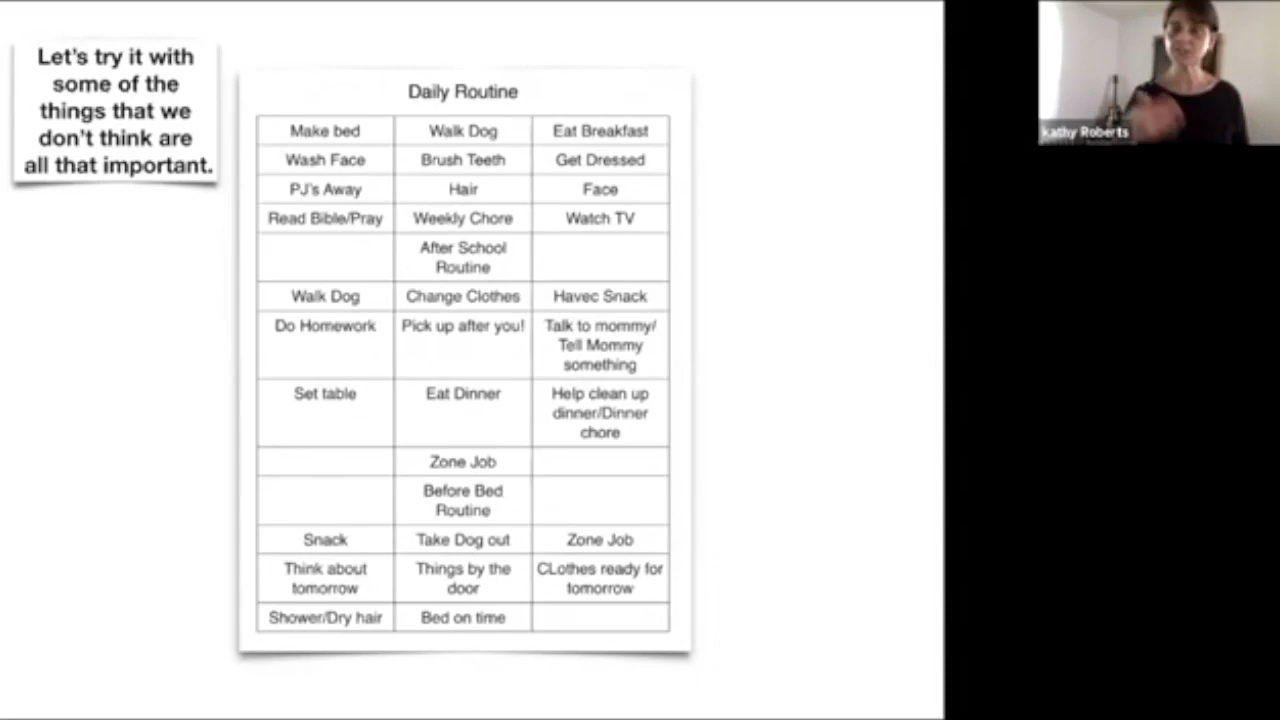 Let's try it with
some of the
things that we
don't think are
all that important.
Daily Routine
Make bed Walk Dog Eat Breakfast
Wash Face Brush Teeth Get Dressed
PJ's Away Hair Face
Read Bible/Pray Weekly Chore Watch TV
After School
Routine
Walk Dog Change Clothes Havec Snack
Do Homework Pick up after you! Talk to mommy/
Tell Mommy
something
Set table Eat Dinner Help clean up
dinner/Dinner
chore
Zone Job
Before Bed
Routine
Snack Take Dog out Zone Job
Think about Things by the CLothes ready for
tomorrow door tomorrow
Shower/Dry hair Bed on time
kathy Roberts